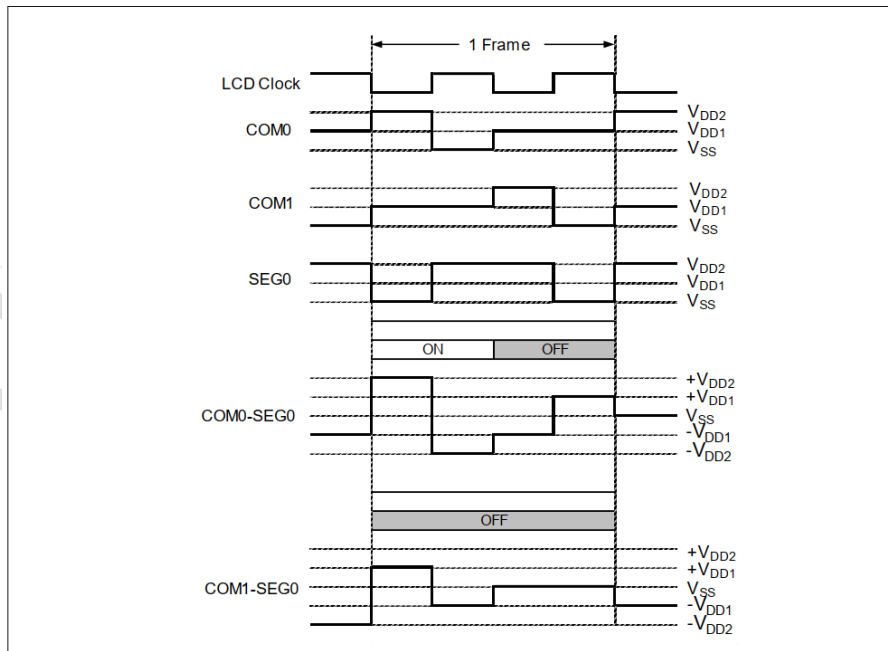 1 Frame
LCD Clock
COM0
VDD2
VDD1
VSS
COM1
VDD2
VDD1
VSS
SEG0
VDD2
VDD1
VSS
ON OFF
COM0-SEG0
+VDD2
+VDD1
VSS
-VDD1
-VDD2
OFF
COM1-SEG0
+VDD2
+VDD1
VSS
-VDD1
-VDD2